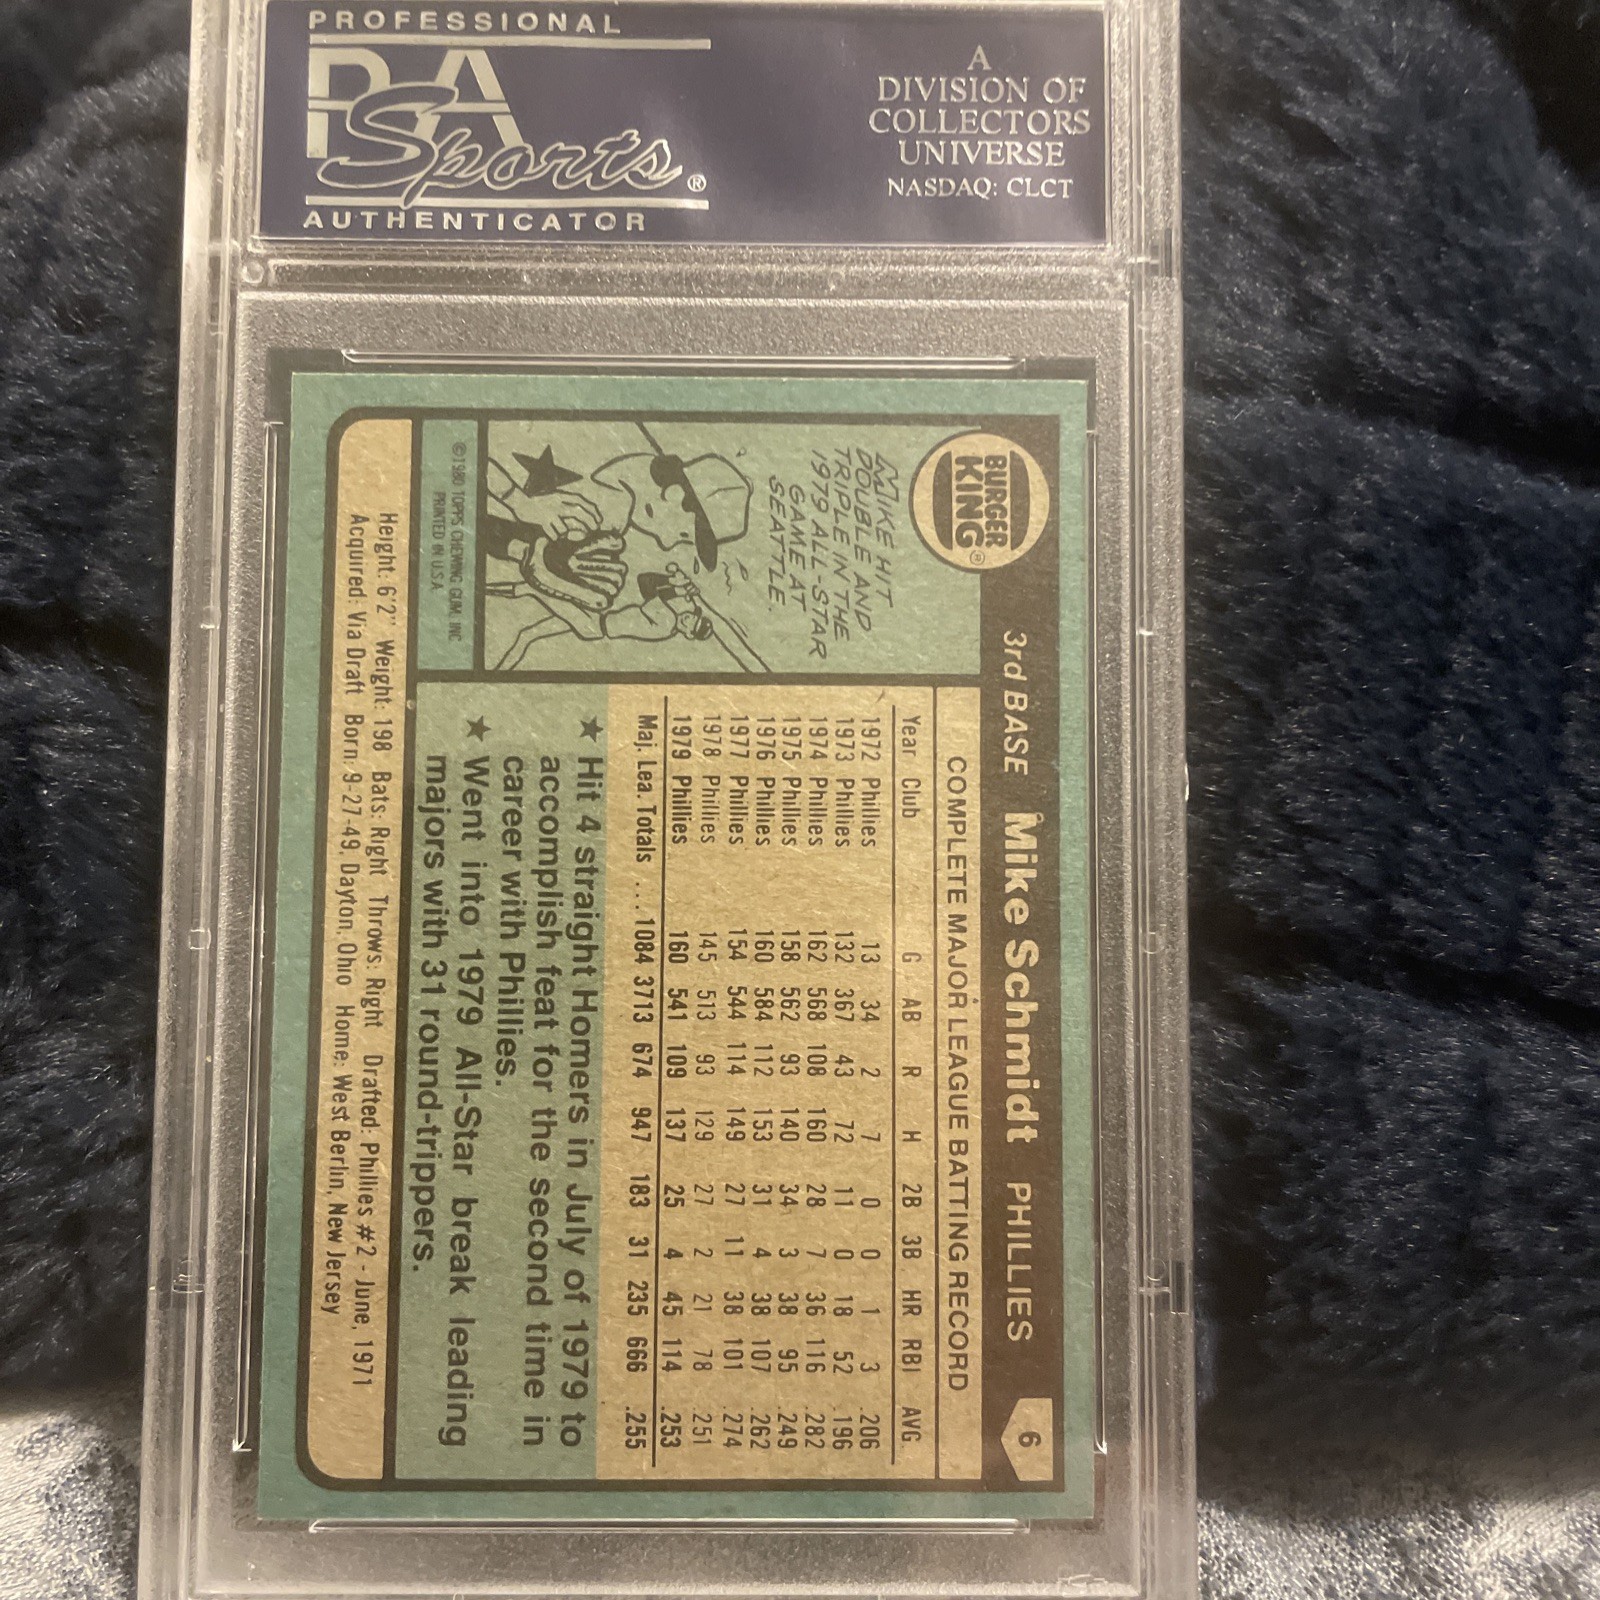 PROFESSIONAL
PSA
Sports®
AUTHENTICATOR
A
DIVISION OF
COLLECTORS
UNIVERSE
NASDAQ: CLCT
BURGER
KING®
3rd BASE Mike Schmidt PHILLIES 6
MIKE HIT
DOUBLE AND
TRIPLE IN THE
1979 ALL-STAR
GAME AT
SEATTLE.
©1980 TOPPS CHEWING GUM, INC
PRINTED IN U.S.A.
COMPLETE MAJOR LEAGUE BATTING RECORD
Year Club G AB R H 2B 3B HR RBI AVG.
1972 Phillies 13 34 2 7 0 0 1 3 .206
1973 Phillies 132 367 43 72 11 0 18 52 .196
1974 Phillies 162 568 108 160 28 7 36 116 .282
1975 Phillies 158 562 93 140 34 3 38 95 .249
1976 Phillies 160 584 112 153 31 4 38 107 .262
1977 Phillies 154 544 114 149 27 11 38 101 .274
1978 Phillies 145 513 93 129 27 2 21 78 .251
1979 Phillies 160 541 109 137 25 4 45 114 .253
Maj. Lea. Totals ....1084 3713 674 947 183 31 235 666 .255
★ Hit 4 straight Homers in July of 1979 to
accomplish feat for the second time in
career with Phillies.
★ Went into 1979 All-Star break leading
majors with 31 round-trippers.
Height: 6'2" Weight: 198 Bats: Right Throws: Right Drafted: Phillies #2 - June, 1971
Acquired: Via Draft Born: 9-27-49, Dayton, Ohio Home: West Berlin, New Jersey